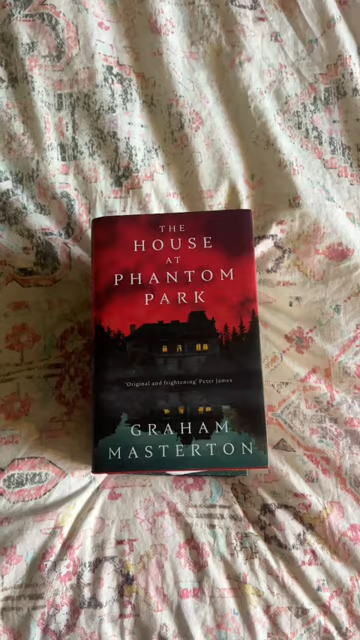 THE
HOUSE
AT
PHANTOM
PARK
'Original and frightening' Peter James
GRAHAM
MASTERTON